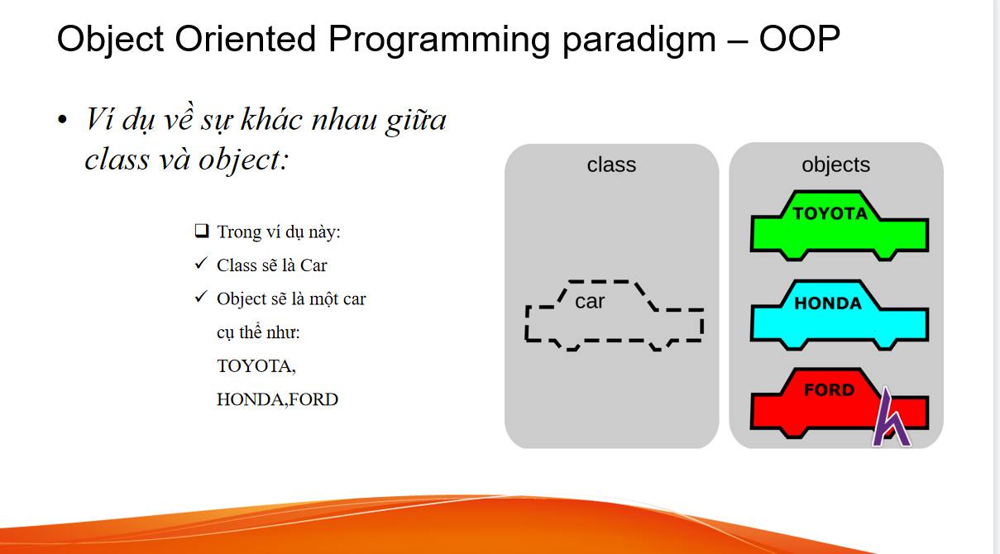 Object Oriented Programming paradigm – OOP
• Ví dụ về sự khác nhau giữa
class và object:
❑ Trong ví dụ này:
✓ Class sẽ là Car
✓ Object sẽ là một car
cụ thể như:
TOYOTA,
HONDA,FORD
class
car
objects
TOYOTA
HONDA
FORD